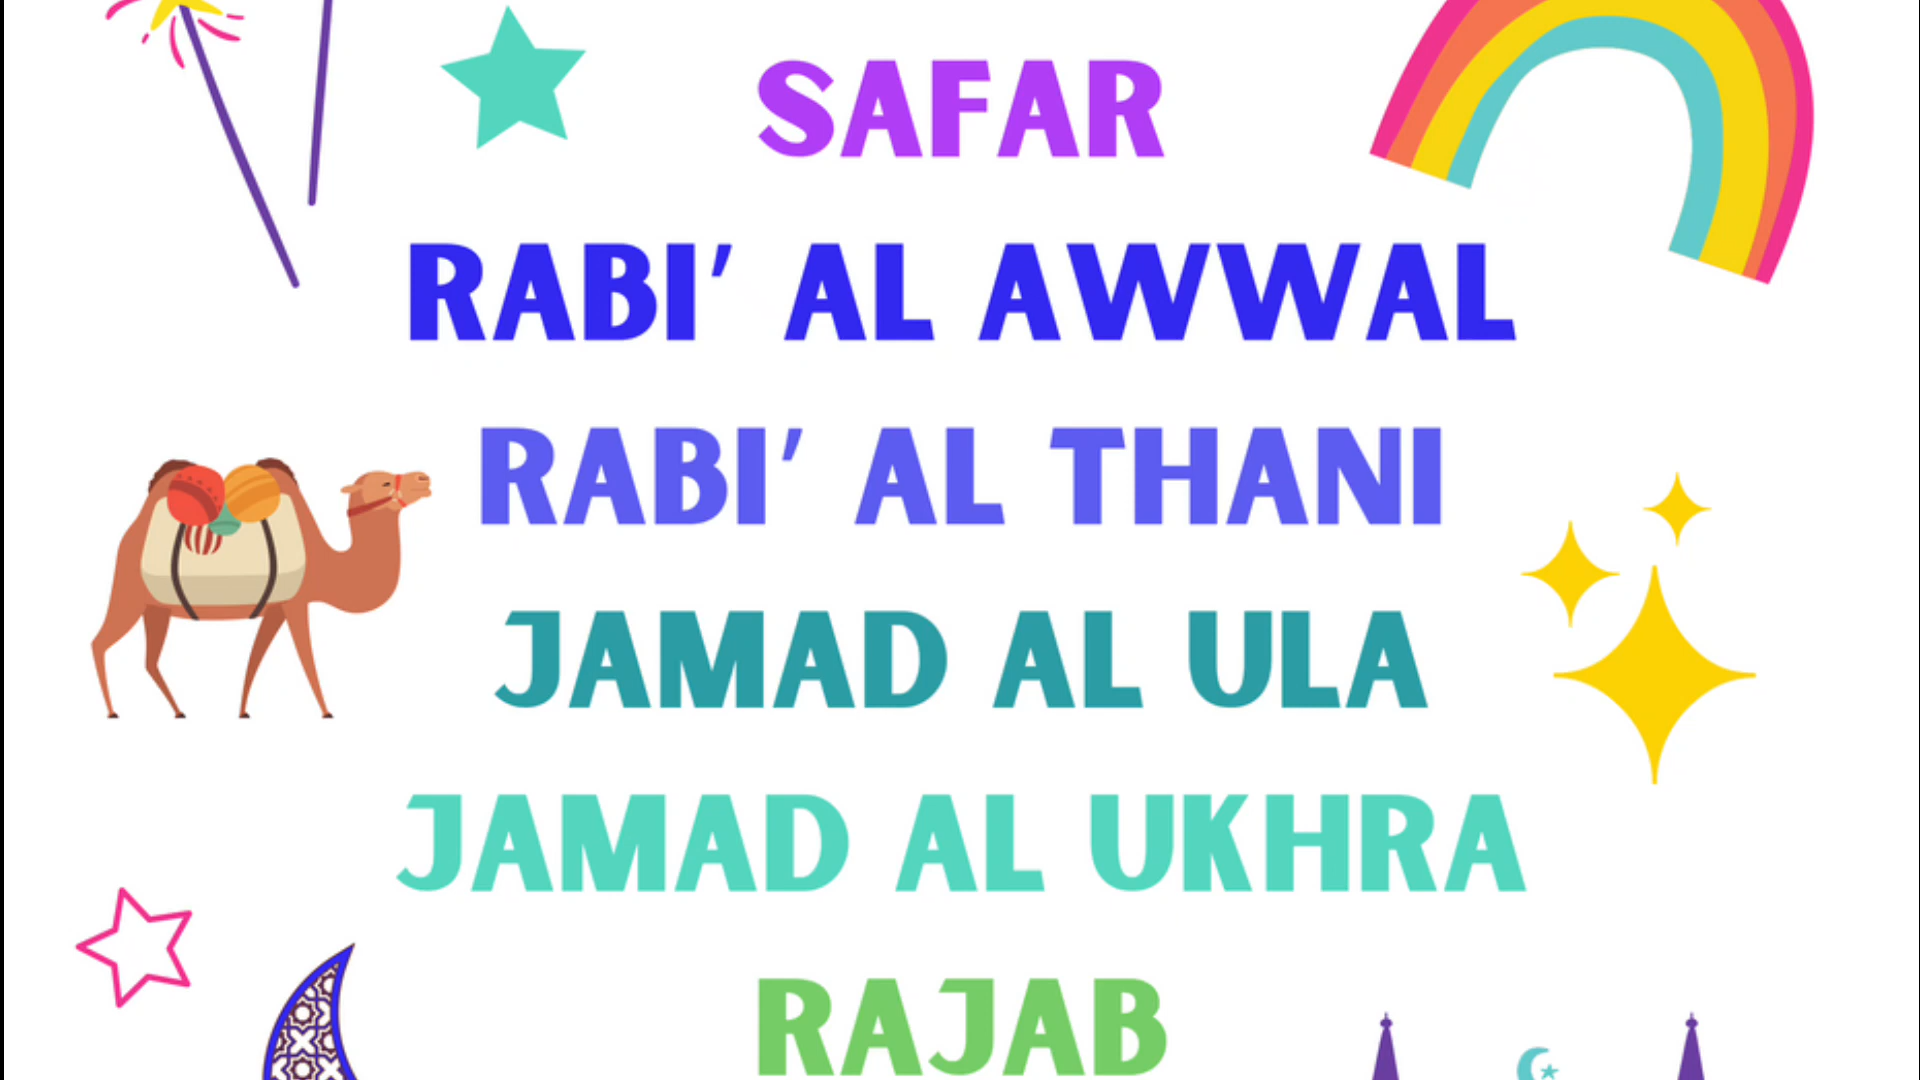 SAFAR
RABI' AL AWWAL
RABI' AL THANI
JAMAD AL ULA
JAMAD AL UKHRA
RAJAB